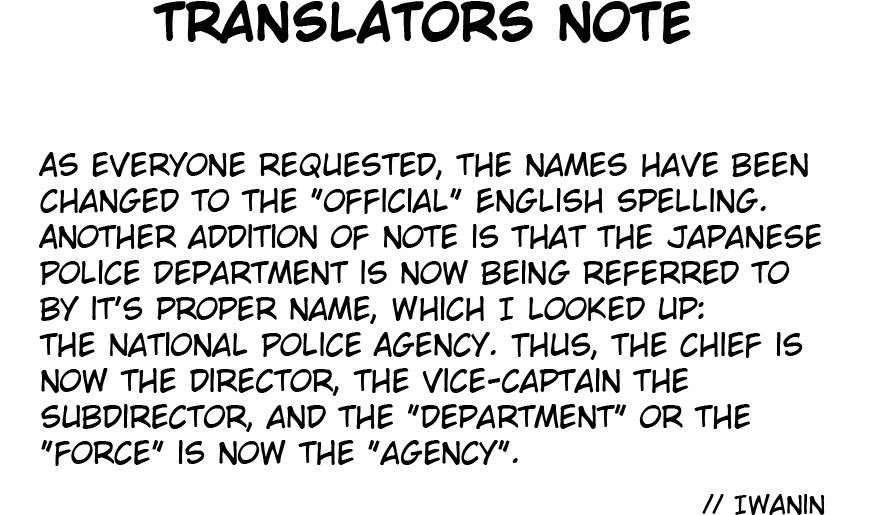 TRANSLATORS NOTE
AS EVERYONE REQUESTED, THE NAMES HAVE BEEN
CHANGED TO THE "OFFICIAL" ENGLISH SPELLING.
ANOTHER ADDITION OF NOTE IS THAT THE JAPANESE
POLICE DEPARTMENT IS NOW BEING REFERRED TO
BY IT'S PROPER NAME, WHICH I LOOKED UP:
THE NATIONAL POLICE AGENCY. THUS, THE CHIEF IS
NOW THE DIRECTOR, THE VICE-CAPTAIN THE
SUBDIRECTOR, AND THE "DEPARTMENT" OR THE
"FORCE" IS NOW THE "AGENCY".
// IWANIN